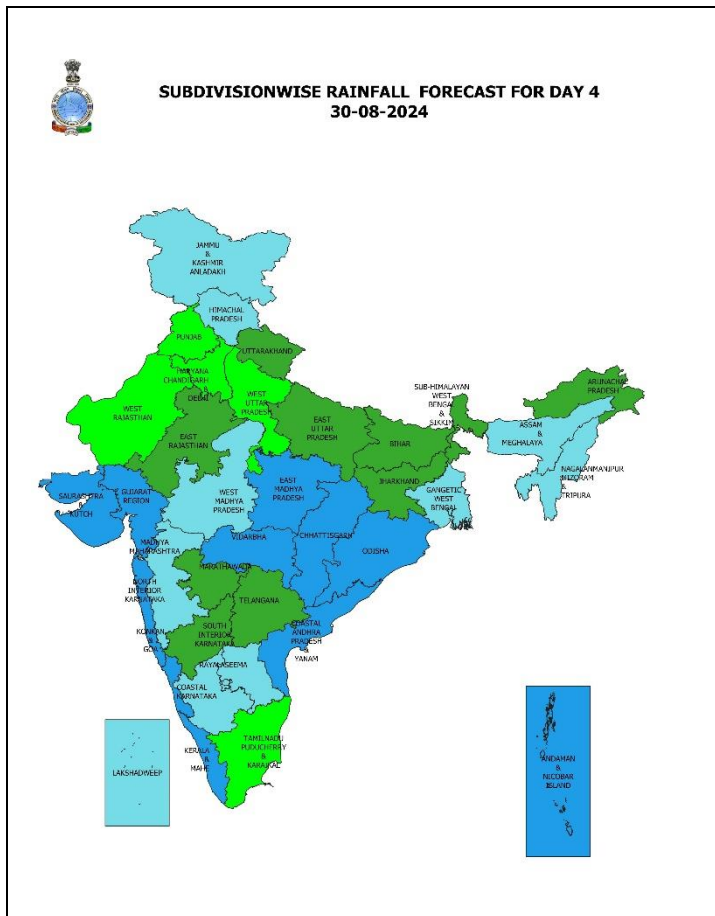 SUBDIVISIONWISE RAINFALL FORECAST FOR DAY 4
30-08-2024
JAMMU
&
KASHMIR
ANLADAKH
HIMACHAL
PRADESH
PUNJAB
UTTARAKHAND
HARYANA
CHANDIGARH
&
DELHI
WEST
UTTAR
PRADESH
WEST
RAJASTHAN
EAST
RAJASTHAN
EAST
UTTAR
PRADESH
BIHAR
SUB-HIMALAYAN
WEST
BENGAL
&
SIKKIM
ARUNACHAL
PRADESH
ASSAM
&
MEGHALAYA
NAGALANMANJPUR
MIZORAM
&
TRIPURA
JHARKHAND
GANGETIC
WEST
BENGAL
SAURASHTRA
&
KUTCH
GUJARAT
REGION
WEST
MADHYA
PRADESH
EAST
MADHYA
PRADESH
VIDARBHA
CHHATTISGARH
ODISHA
MADHYA
MAHARASHTRA
MARATHAWADA
NORTH
INTERIOR
KARNATAKA
TELANGANA
KONKAN
&
GOA
SOUTH
INTERIOR
KARNATAKA
COASTAL
ANDHRA
PRADESH
&
YANAM
RAYALASEEMA
COASTAL
KARNATAKA
TAMILNADU
PUDUCHERRY
&
KARAIKAL
KERALA
&
MAHE
LAKSHADWEEP
ANDAMAN
&
NICOBAR
ISLAND